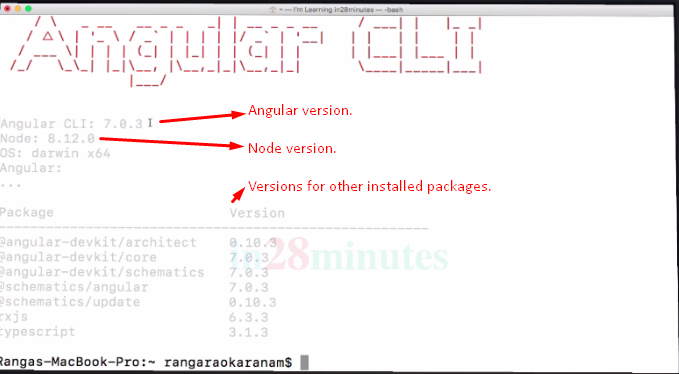 ~ — I'm Learning in28minutes — -bash
Angular CLI
Angular CLI: 7.0.3
Angular version.
Node: 8.12.0
Node version.
OS: darwin x64
Angular:
...
Versions for other installed packages.
Package Version
------------------------------------------------------
@angular-devkit/architect 0.10.3
@angular-devkit/core 7.0.3
@angular-devkit/schematics 7.0.3
@schematics/angular 7.0.3
@schematics/update 0.10.3
rxjs 6.3.3
typescript 3.1.3
in28minutes
Rangas-MacBook-Pro:~ rangaraokaranam$